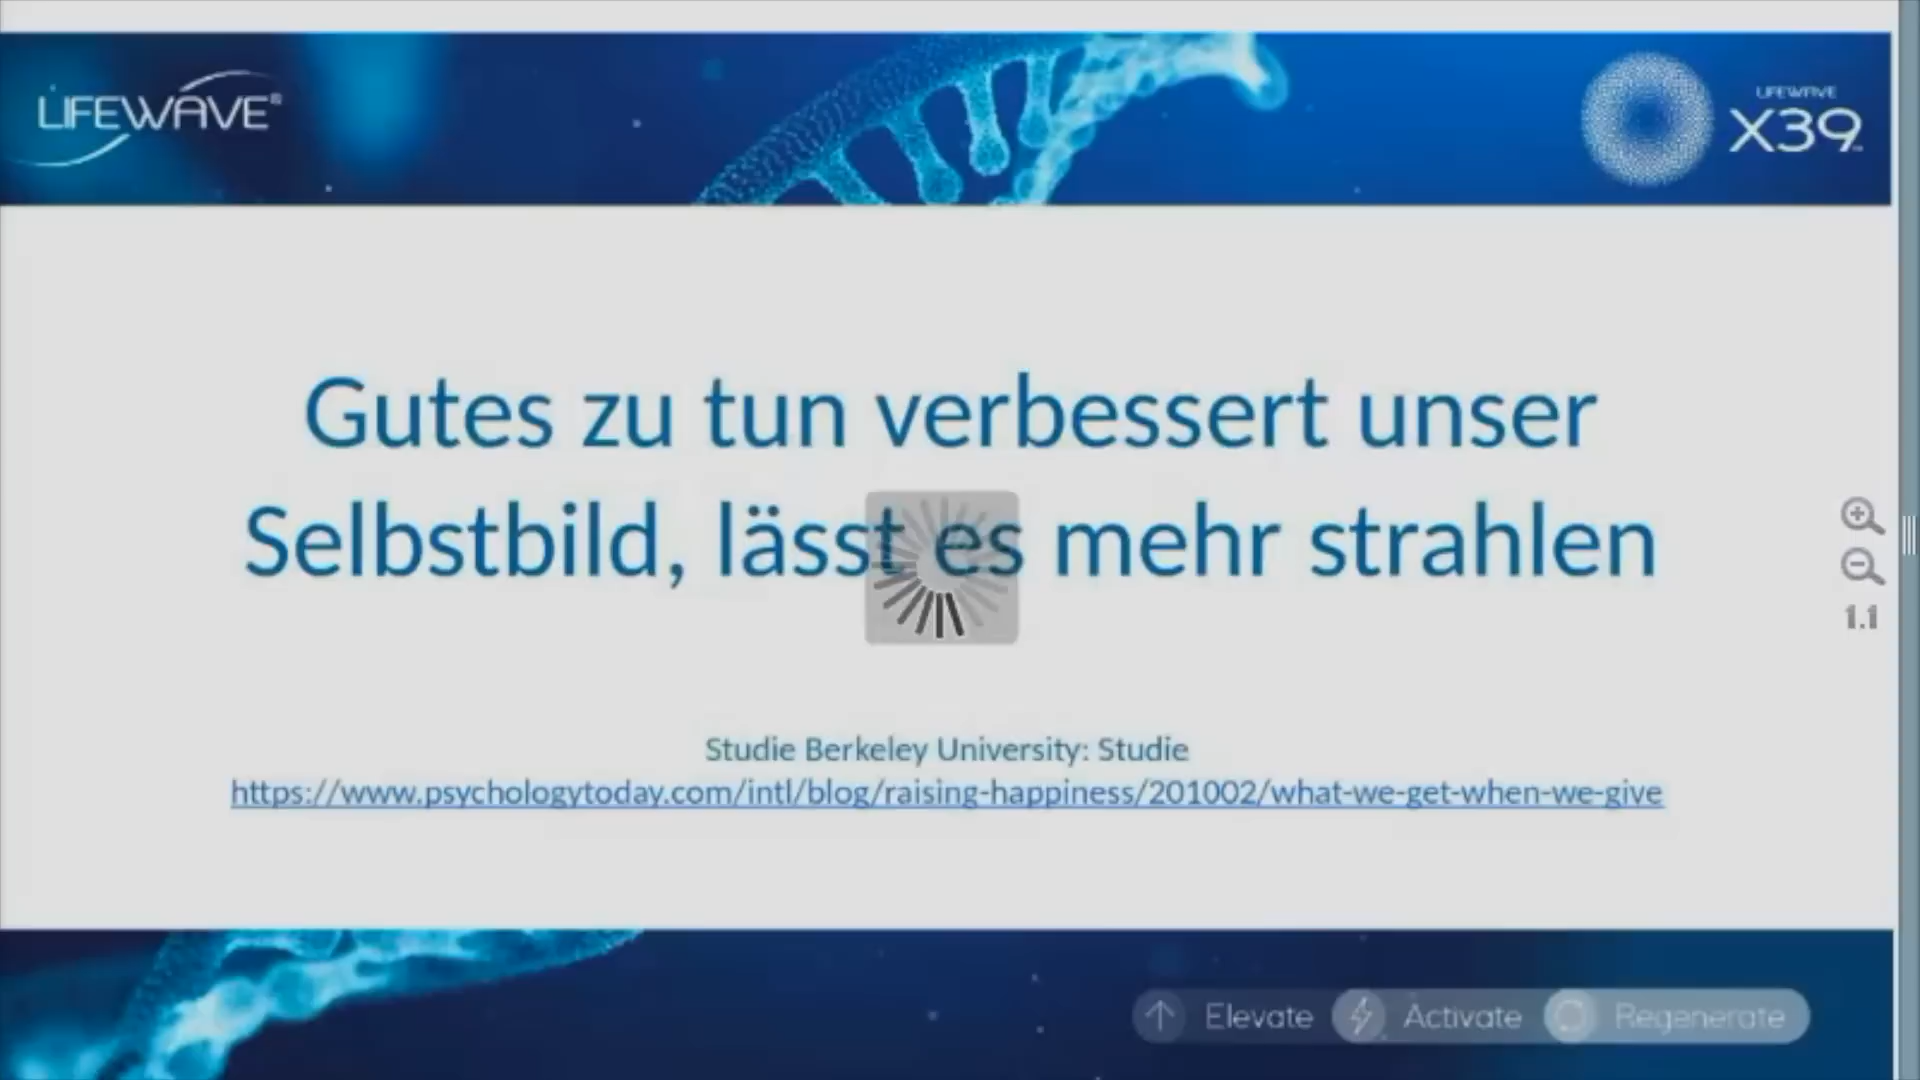 LIFEWAVE®
LIFEWAVE
X39
Gutes zu tun verbessert unser
Selbstbild, lässt es mehr strahlen
1.1
Studie Berkeley University: Studie
https://www.psychologytoday.com/intl/blog/raising-happiness/201002/what-we-get-when-we-give
Elevate Activate Regenerate